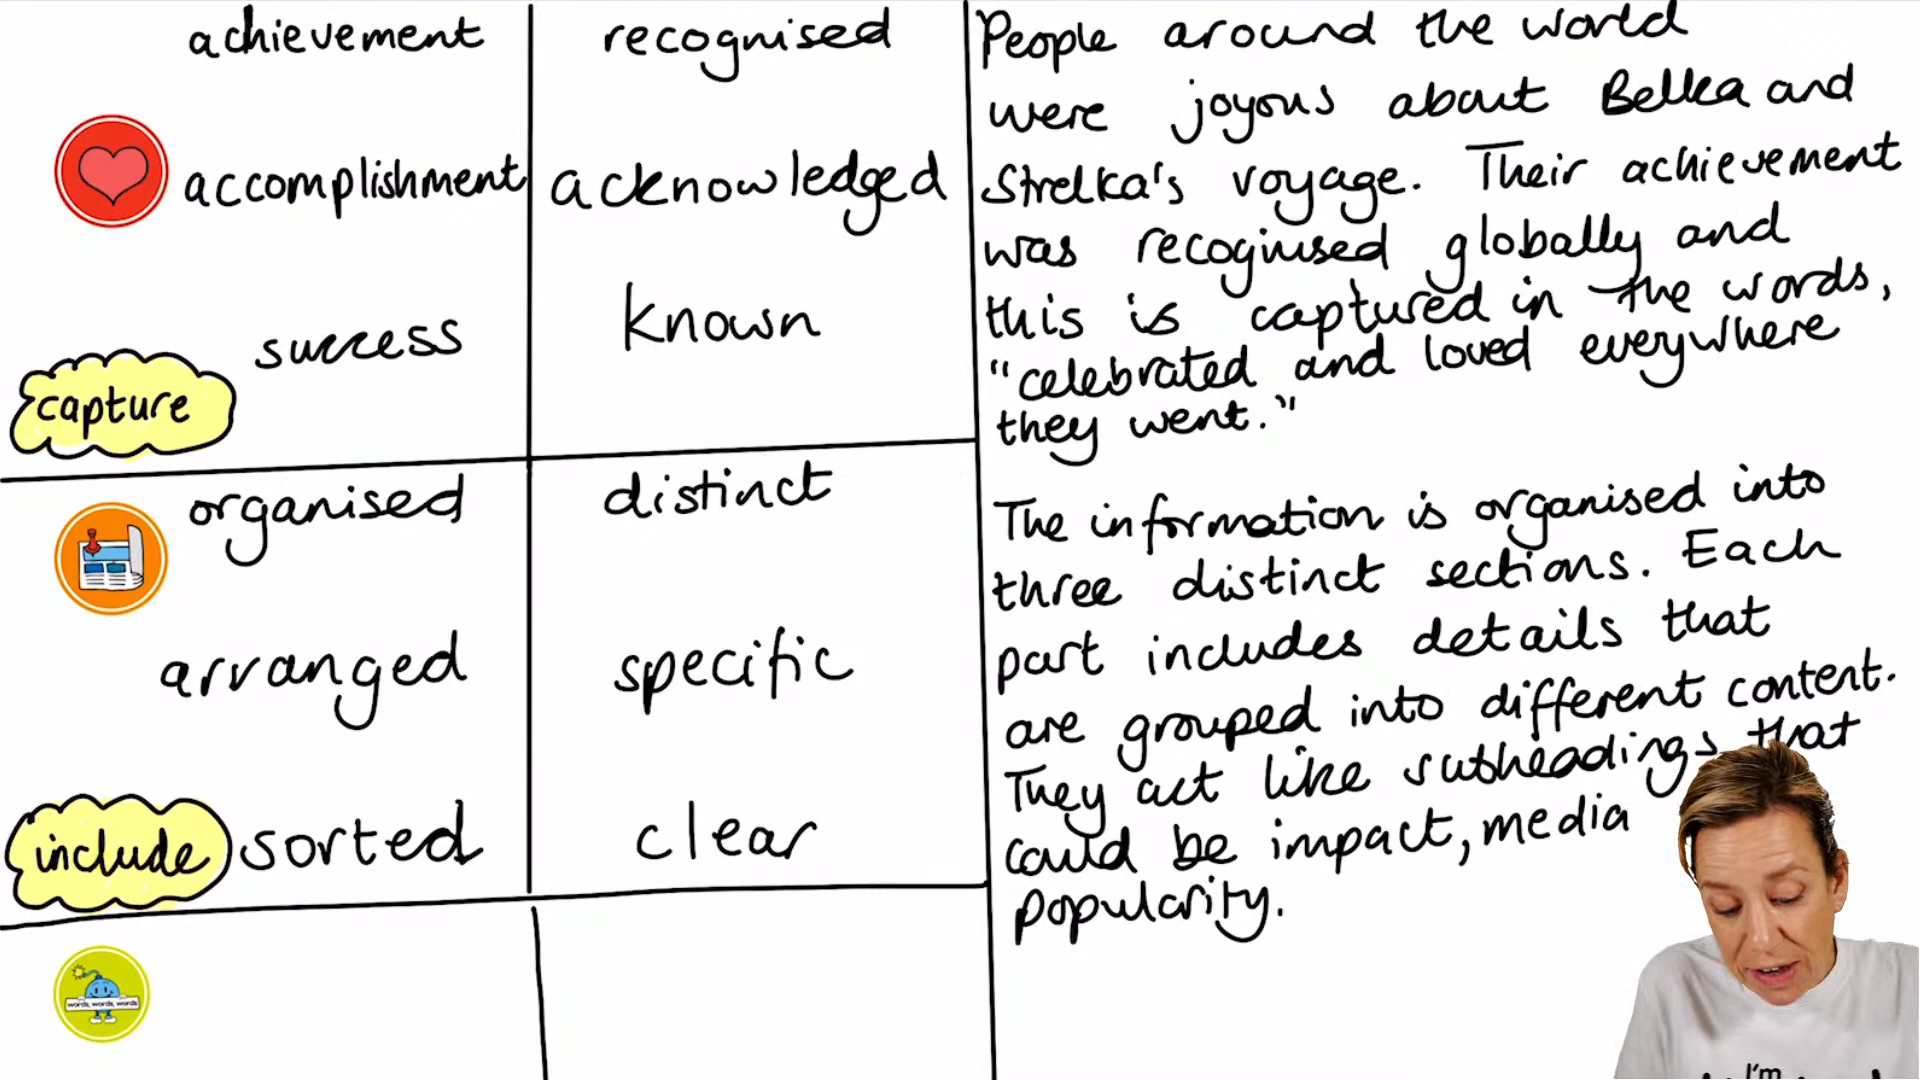 achievement
recognised
accomplishment
acknowledged
success
known
capture
People around the world
were joyous about Belka and
Strelka's voyage. Their achievement
was recognised globally and
this is captured in the words,
"celebrated and loved everywhere
they went."
organised
distinct
arranged
specific
include
sorted
clear
The information is organised into
three distinct sections. Each
part includes details that
are grouped into different content.
They act like subheadings that
could be impact, media
popularity.
words, words, words
I'm